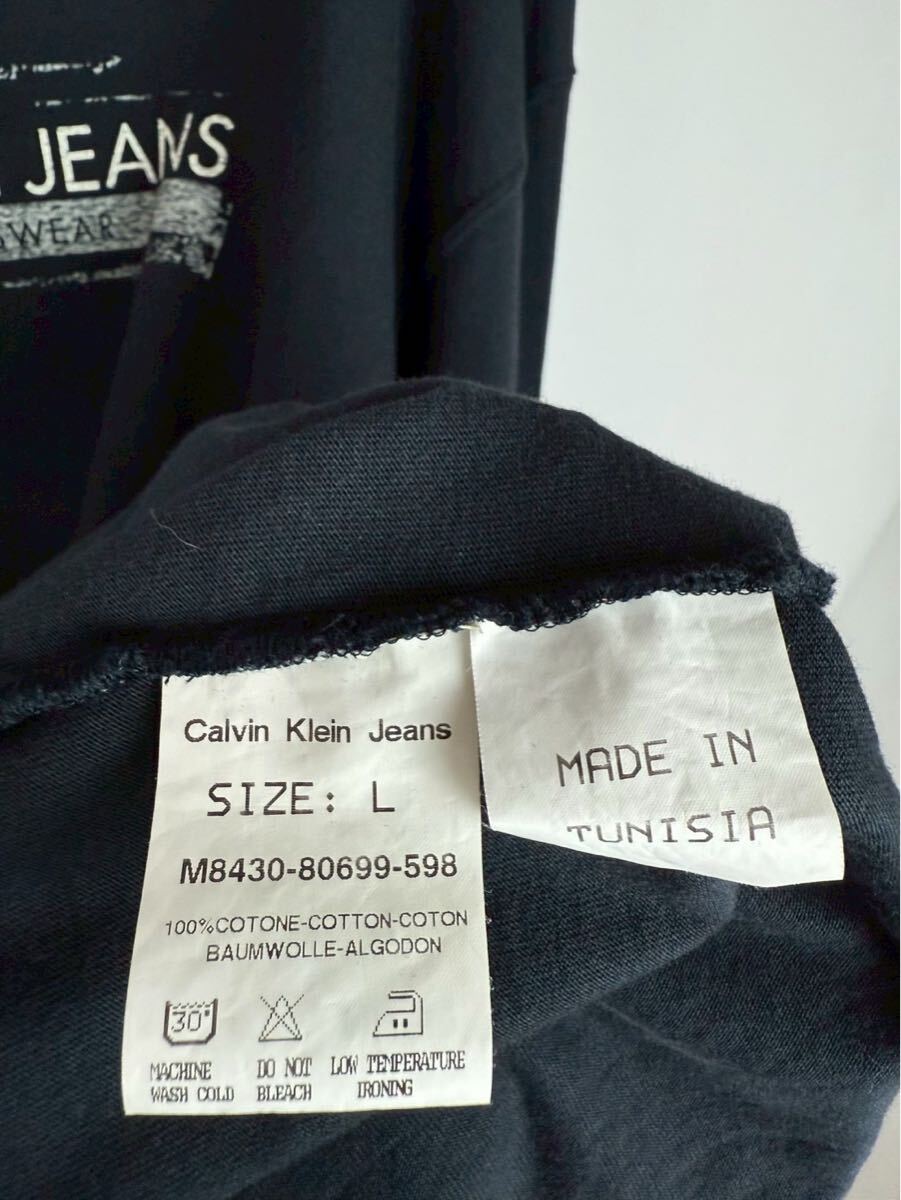 JEANS
WEAR
Calvin Klein Jeans
SIZE: L
M8430-80699-598
100%COTONE-COTTON-COTON
BAUMWOLLE-ALGODON
30°
MACHINE
WASH COLD
DO NOT
BLEACH
LOW TEMPERATURE
IRONING
MADE IN
TUNISIA